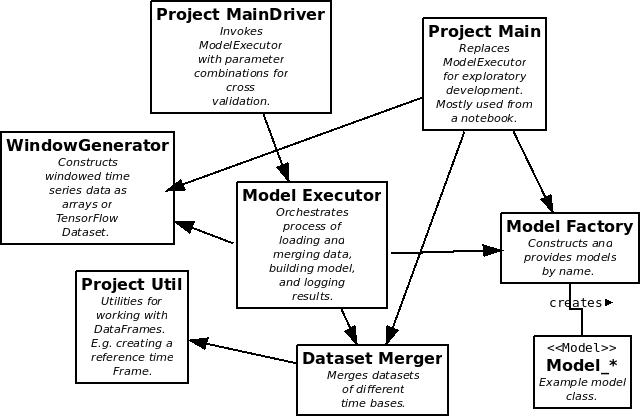 Project MainDriver
Invokes
ModelExecutor
with parameter
combinations for
cross
validation.
Project Main
Replaces
ModelExecutor
for exploratory
development.
Mostly used from
a notebook.
WindowGenerator
Constructs
windowed time
series data as
arrays or
TensorFlow
Dataset.
Model Executor
Orchestrates
process of
loading and
merging data,
building model,
and logging
results.
Model Factory
Constructs and
provides models
by name.
Project Util
Utilities for
working with
DataFrames.
E.g. creating a
reference time
Frame.
creates
Dataset Merger
Merges datasets
of different
time bases.
<<Model>>
Model_*
Example model
class.